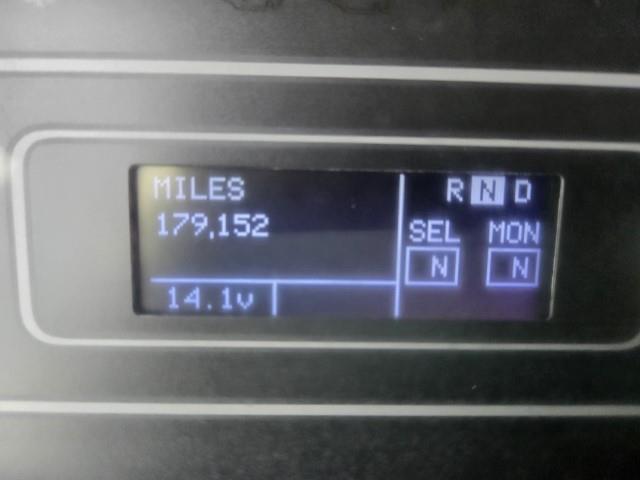 MILES
179,152
14.1v
R N D
SEL MON
N N